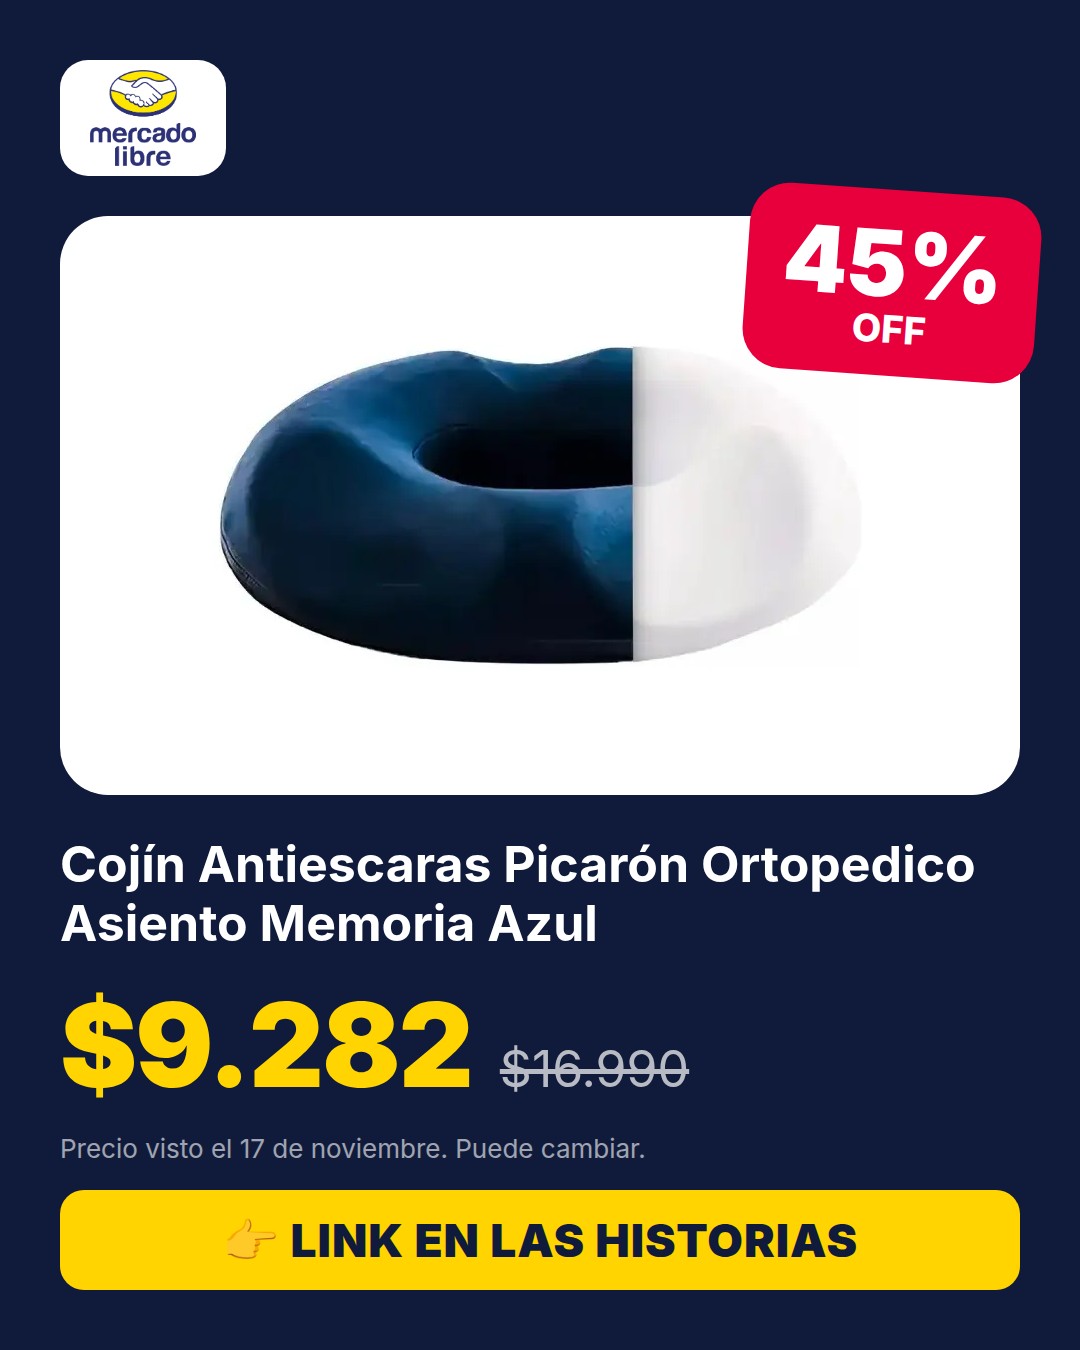 mercado
libre
45%
OFF
Cojín Antiescaras Picarón Ortopedico
Asiento Memoria Azul
$9.282 $16.990
Precio visto el 17 de noviembre. Puede cambiar.
👉 LINK EN LAS HISTORIAS